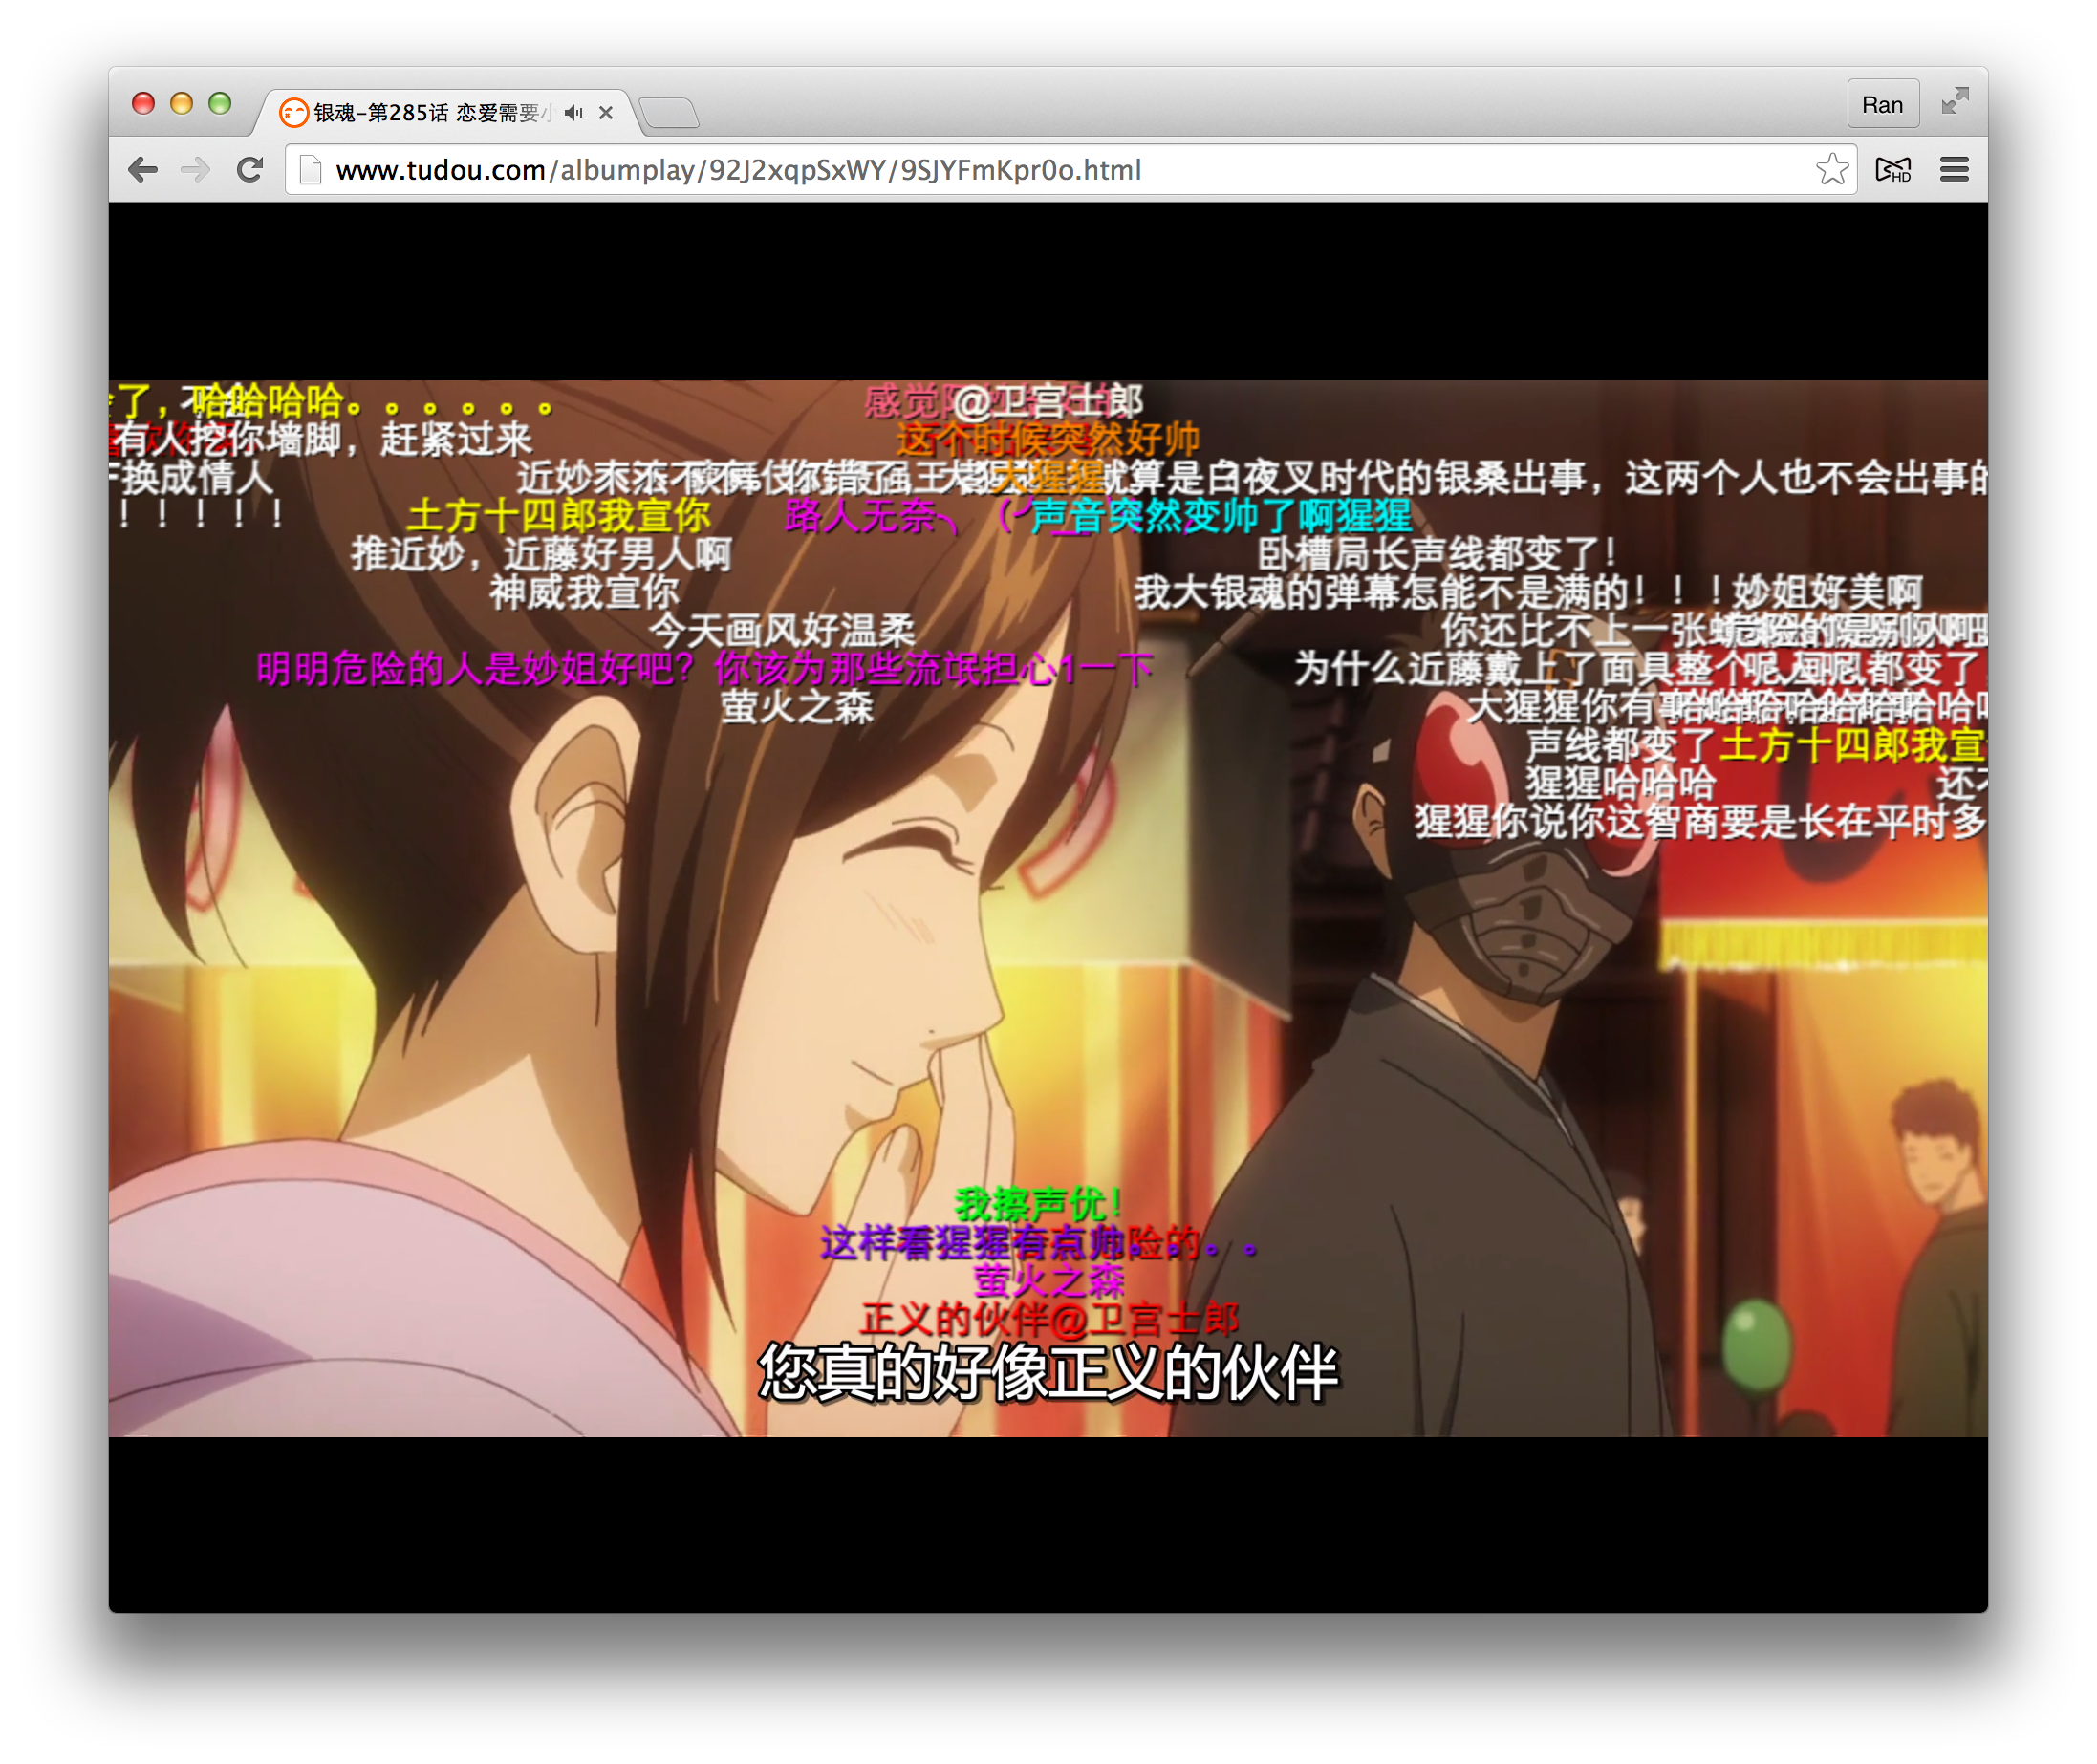 银魂-第285话 恋爱需要
Ran
www.tudou.com/albumplay/92J2xqpSxWY/9SJYFmKpr0o.html
HD
了，哈哈哈哈。。。。。。
感觉
@卫宫士郎
有人挖你墙脚，赶紧过来
这个时候突然好帅
换成情人
近妙
大猩猩
就算是白夜叉时代的银桑出事，这两个人也不会出事的
！！！！！
土方十四郎我宣你
路人无奈
声音突然变帅了啊猩猩
推近妙，近藤好男人啊
卧槽局长声线都变了！
神威我宣你
我大银魂的弹幕怎能不是满的！！！
妙姐好美啊
今天画风好温柔
你还比不上一张
明明危险的人是妙姐好吧？你该为那些流氓担心1一下
为什么近藤戴上了面具整个
都变了
萤火之森
大猩猩你有
声线都变了
土方十四郎我宣
猩猩哈哈哈
还
猩猩你说你这智商要是长在平时多
我擦声优！
这样看猩猩有点帅。。。。
险的
萤火之森
正义的伙伴@卫宫士郎
您真的好像正义的伙伴